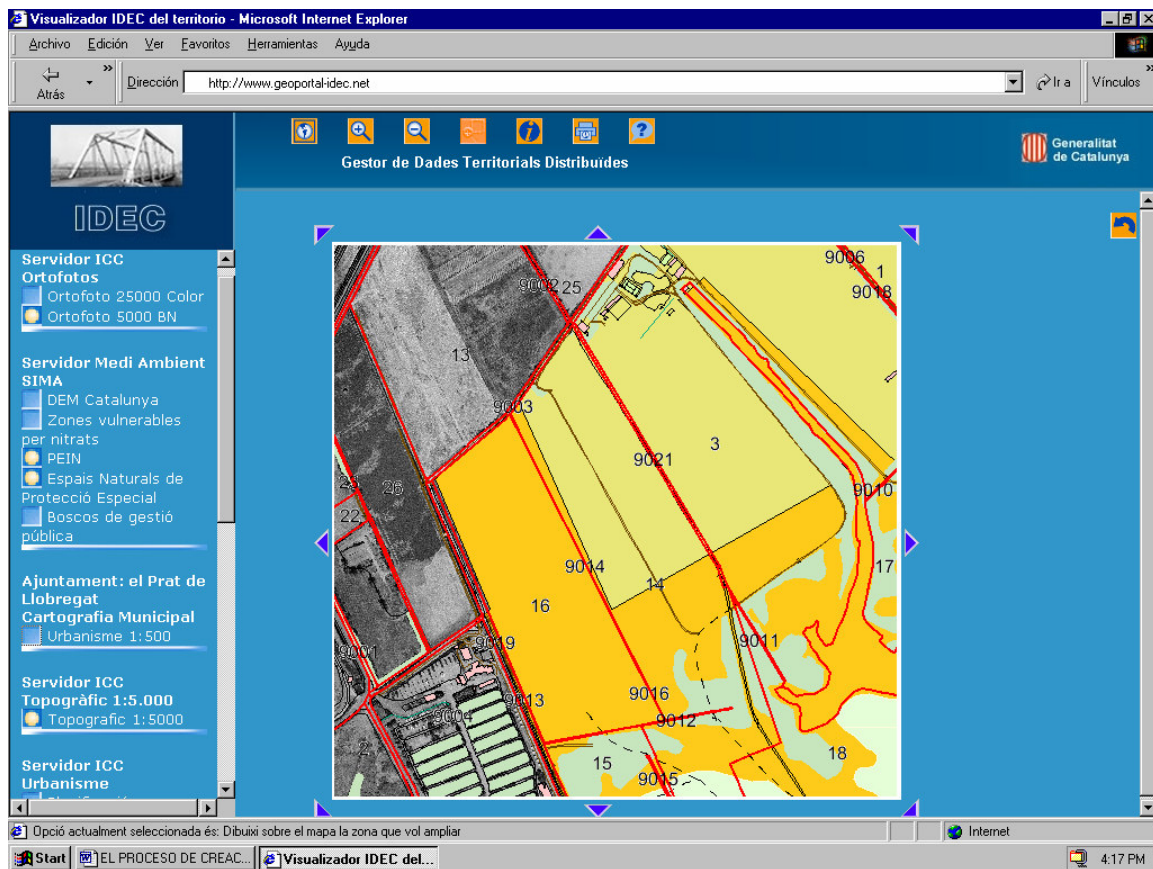 Visualizador IDEC del territorio - Microsoft Internet Explorer
Archivo Edición Ver Favoritos Herramientas Ayuda
Atrás
Dirección http://www.geoportal-idec.net
Ir a
Vínculos
Gestor de Dades Territorials Distribuïdes
Generalitat
de Catalunya
IDEC
Servidor ICC
Ortofotos
Ortofoto 25000 Color
Ortofoto 5000 BN
Servidor Medi Ambient
SIMA
DEM Catalunya
Zones vulnerables
per nitrats
PEIN
Espais Naturals de
Protecció Especial
Boscos de gestió
pública
Ajuntament: el Prat de
Llobregat
Cartografia Municipal
Urbanisme 1:500
Servidor ICC
Topogràfic 1:5.000
Topografic 1:5000
Servidor ICC
Urbanisme
9006
1
9018
9002 25
13
9003
3
9021
26
22
9010
9014
14
17
16
9011
9019
9001
9013
9016
9004
9012
2
15
9015
18
Opció actualment seleccionada és: Dibuixi sobre el mapa la zona que vol ampliar
Internet
Start
EL PROCESO DE CREAC...
Visualizador IDEC del...
4:17 PM